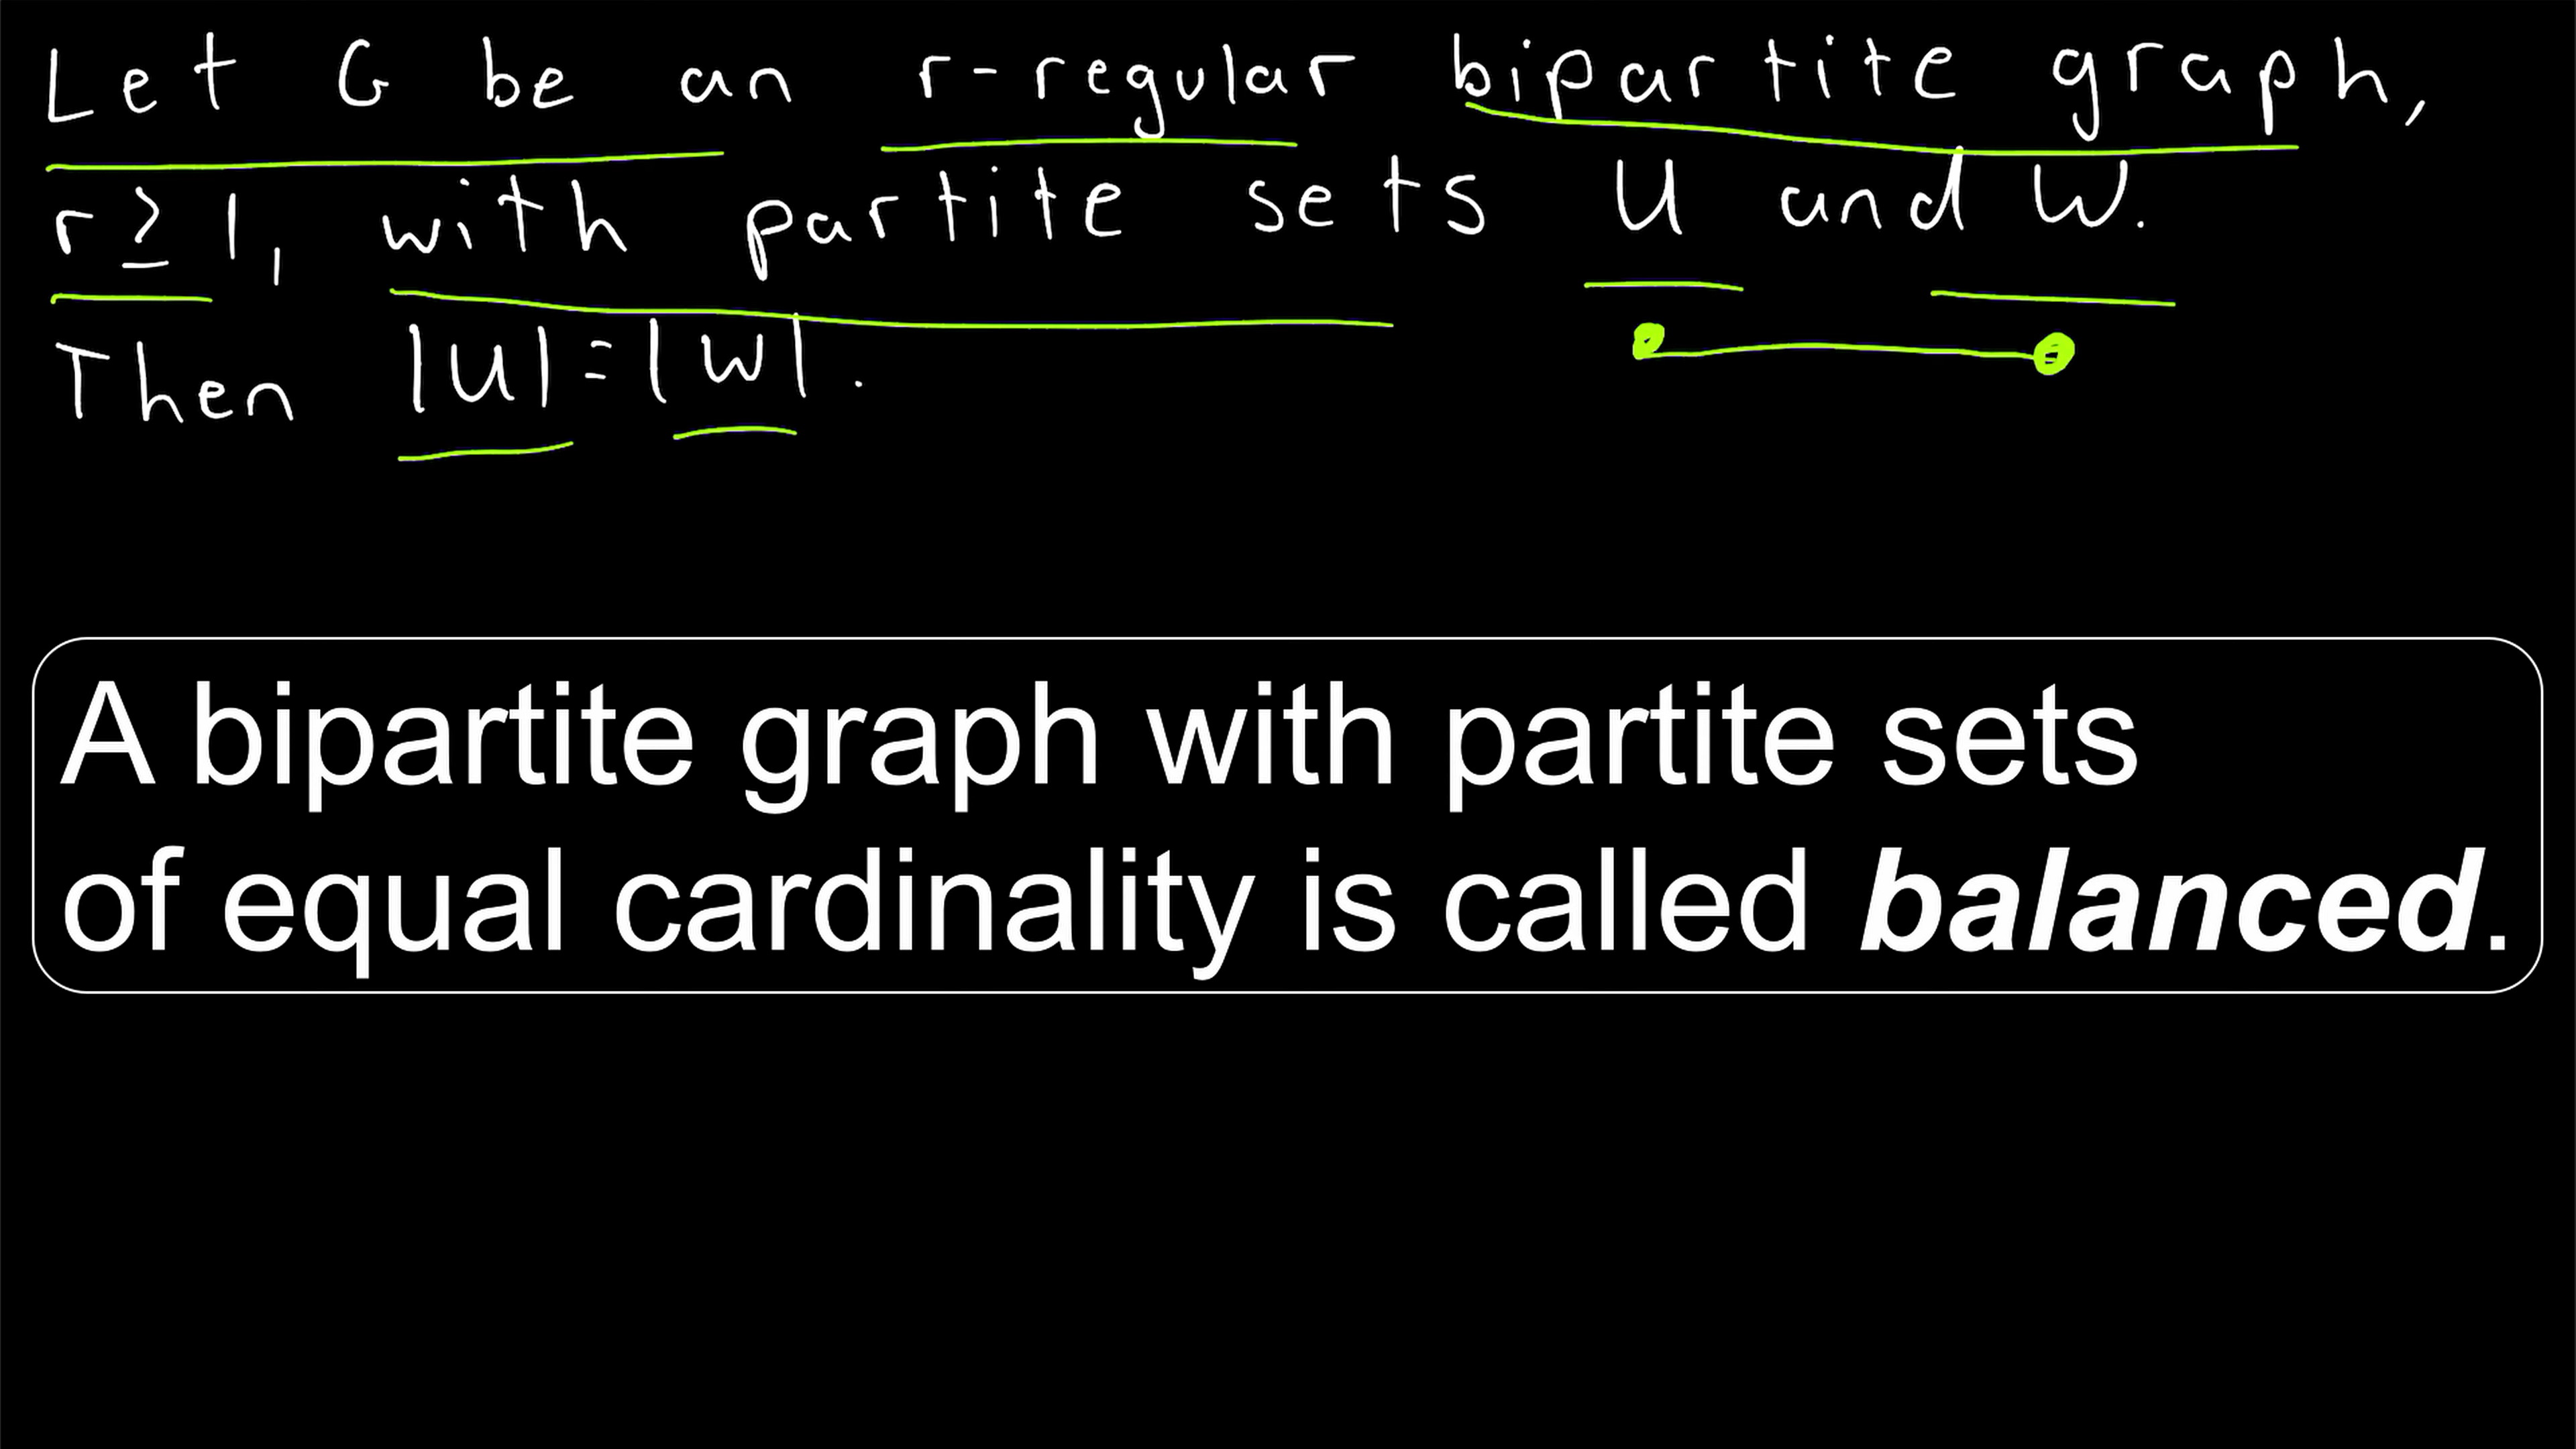 Let G be an r-regular bipartite graph,
r≥1, with partite sets U and W.
Then |U|=|W|.
A bipartite graph with partite sets
of equal cardinality is called balanced.